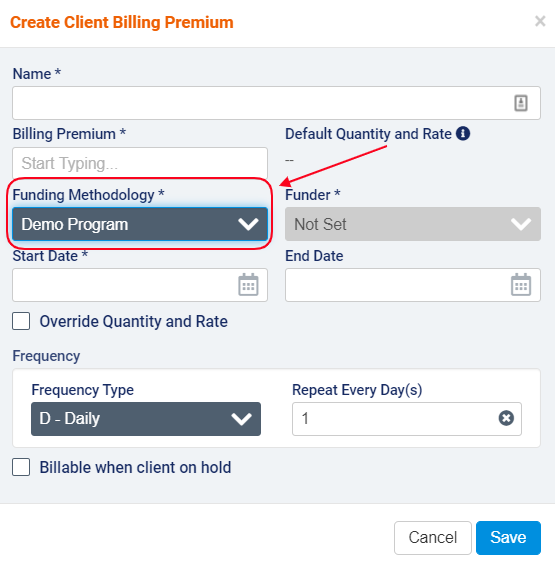 Create Client Billing Premium ×
Name *
Billing Premium * Default Quantity and Rate
Start Typing... --
Funding Methodology * Funder *
Demo Program Not Set
Start Date * End Date
Override Quantity and Rate
Frequency
Frequency Type Repeat Every Day(s)
D - Daily 1
Billable when client on hold
Cancel Save